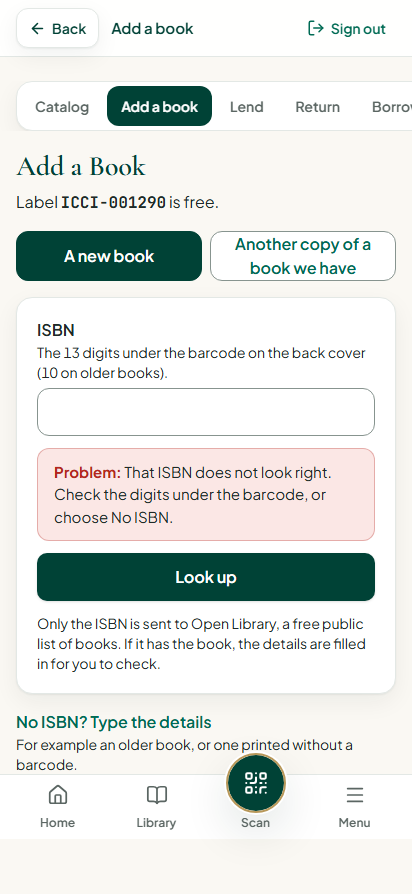 Back
Add a book
Sign out
Catalog
Add a book
Lend
Return
Add a Book
Label ICCI-001290 is free.
A new book
Another copy of a
book we have
ISBN
The 13 digits under the barcode on the back cover
(10 on older books).
Problem: That ISBN does not look right.
Check the digits under the barcode, or
choose No ISBN.
Look up
Only the ISBN is sent to Open Library, a free public
list of books. If it has the book, the details are filled
in for you to check.
No ISBN? Type the details
For example an older book, or one printed without a
barcode.
Home
Library
Scan
Menu